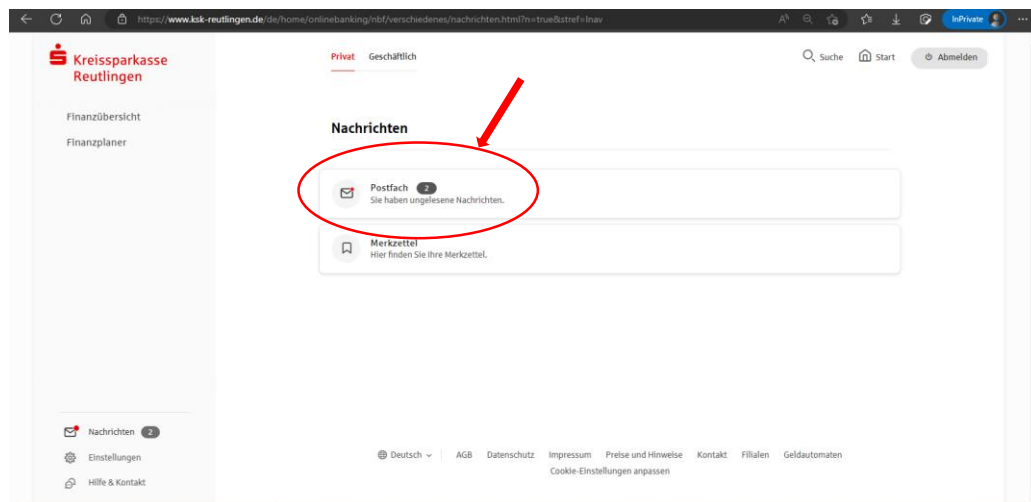 https://www.ksk-reutlingen.de/de/home/onlinebanking/nbf/verschiedenes/nachrichten.html?n=true&stref=lnav
InPrivate
Kreissparkasse
Reutlingen
Privat Geschäftlich
Suche Start Abmelden
Finanzübersicht
Finanzplaner
Nachrichten
Postfach 2
Sie haben ungelesene Nachrichten.
Merkzettel
Hier finden Sie Ihre Merkzettel.
Nachrichten 2
Einstellungen
Hilfe & Kontakt
Deutsch AGB Datenschutz Impressum Preise und Hinweise Kontakt Filialen Geldautomaten
Cookie-Einstellungen anpassen